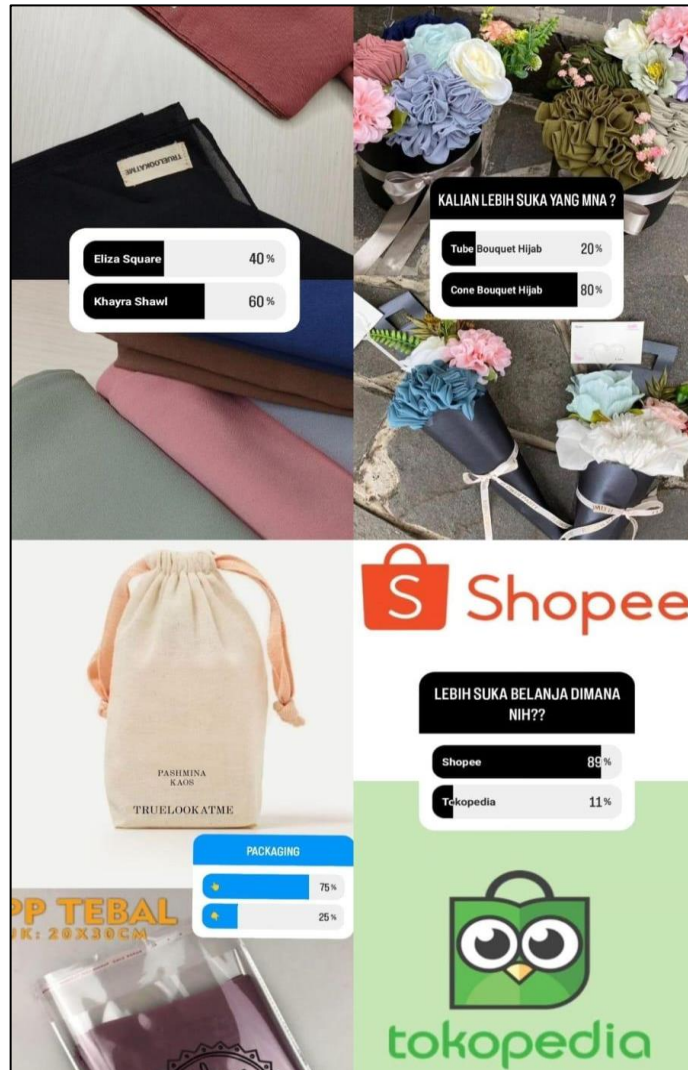 TRUELOOKATME
Eliza Square 40%
Khayra Shawl 60%
KALIAN LEBIH SUKA YANG MNA ?
Tube Bouquet Hijab 20%
Cone Bouquet Hijab 80%
PASHMINA
KAOS
TRUELOOKATME
PACKAGING
👆 75%
👇 25%
PP TEBAL
UK: 20X30CM
S Shopee
LEBIH SUKA BELANJA DIMANA
NIH??
Shopee 89%
Tokopedia 11%
tokopedia